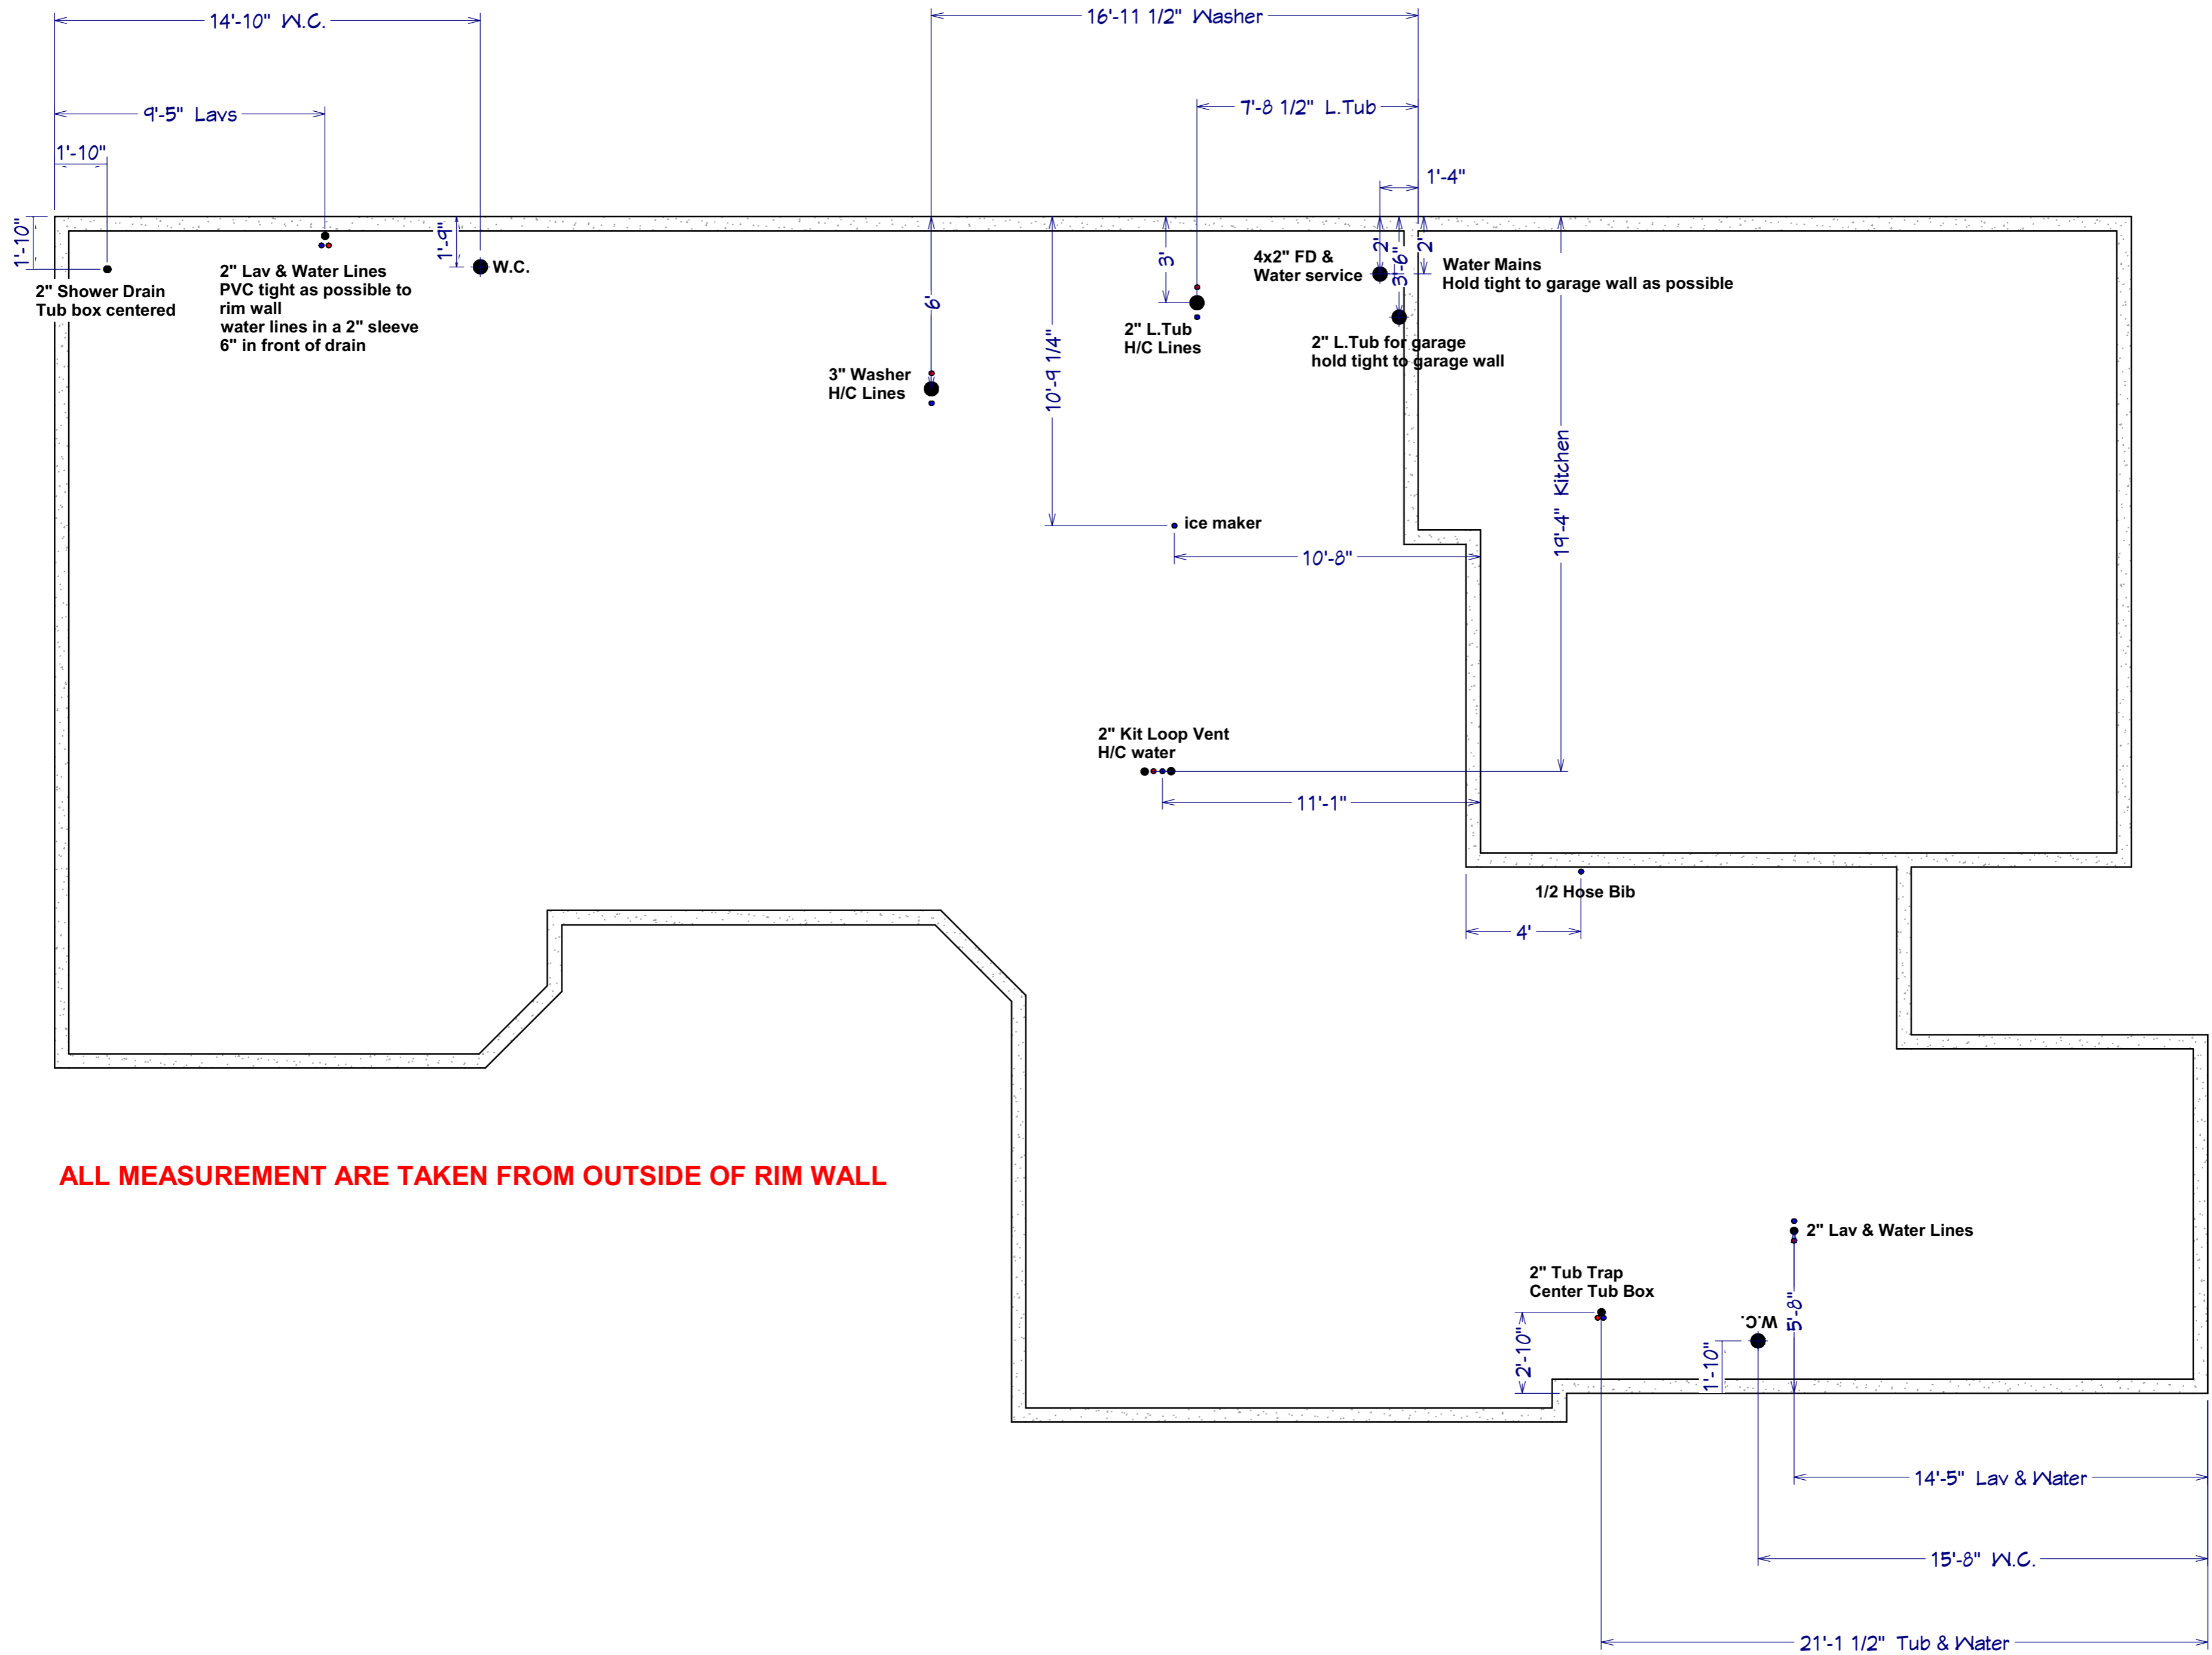 14'-10" W.C.
16'-11 1/2" Washer
9'-5" Lavs
7'-8 1/2" L.Tub
1'-10"
1'-4"
1'-10"
2" Shower Drain
Tub box centered
2" Lav & Water Lines
PVC tight as possible to
rim wall
water lines in a 2" sleeve
6" in front of drain
1'-9"
W.C.
6'
3" Washer
H/C Lines
10'-9 1/4"
3'
2" L.Tub
H/C Lines
4x2" FD &
Water service
2'
3'-6"
2'
Water Mains
Hold tight to garage wall as possible
2" L.Tub for garage
hold tight to garage wall
19'-4" Kitchen
ice maker
10'-8"
2" Kit Loop Vent
H/C water
11'-1"
1/2 Hose Bib
4'
ALL MEASUREMENT ARE TAKEN FROM OUTSIDE OF RIM WALL
2" Lav & Water Lines
2" Tub Trap
Center Tub Box
2'-10"
W.C.
1'-10"
5'-8"
14'-5" Lav & Water
15'-8" W.C.
21'-1 1/2" Tub & Water